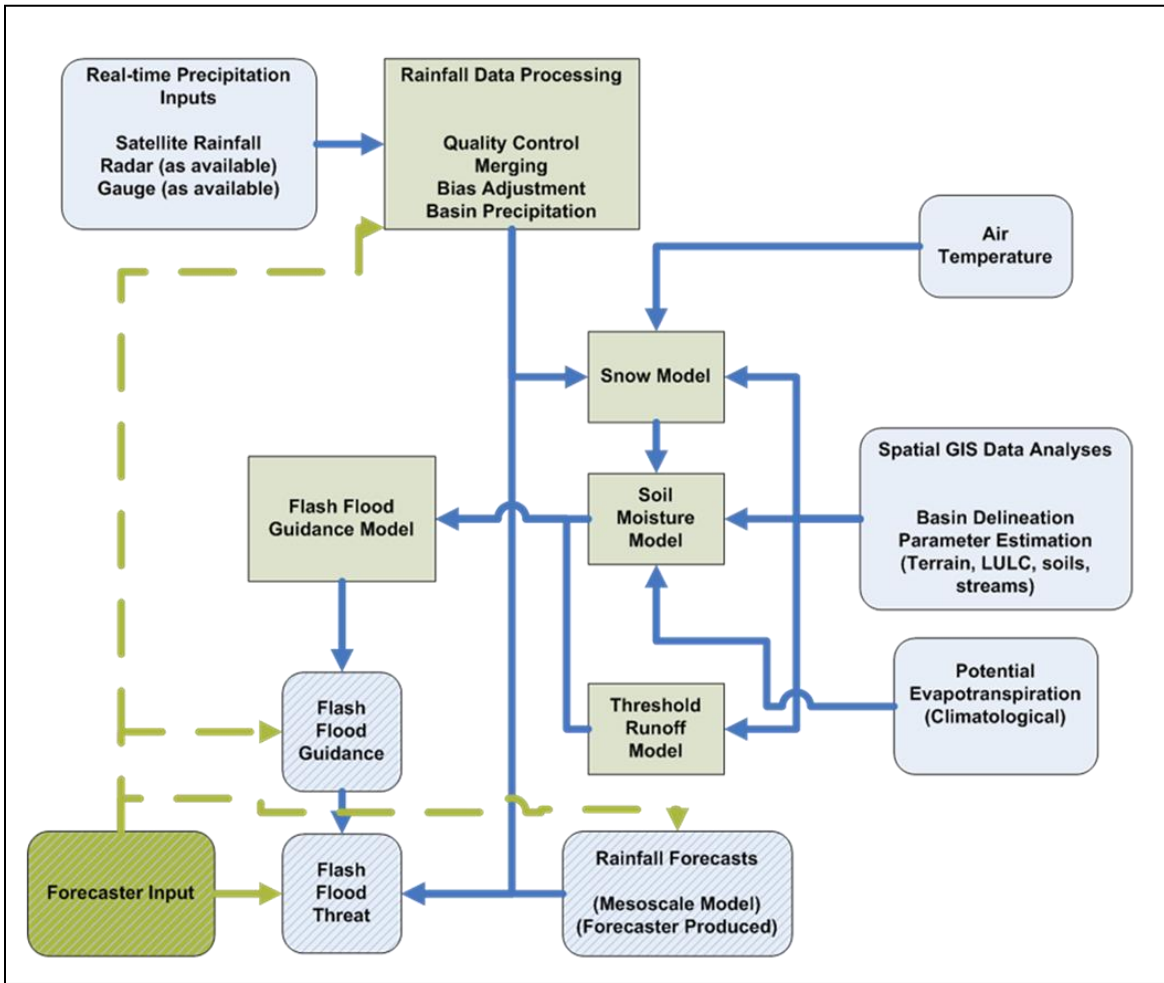 Real-time Precipitation
Inputs
Satellite Rainfall
Radar (as available)
Gauge (as available)
Rainfall Data Processing
Quality Control
Merging
Bias Adjustment
Basin Precipitation
Air
Temperature
Snow Model
Spatial GIS Data Analyses
Basin Delineation
Parameter Estimation
(Terrain, LULC, soils,
streams)
Flash Flood
Guidance Model
Soil
Moisture
Model
Potential
Evapotranspiration
(Climatological)
Flash
Flood
Guidance
Threshold
Runoff
Model
Forecaster Input
Flash
Flood
Threat
Rainfall Forecasts
(Mesoscale Model)
(Forecaster Produced)